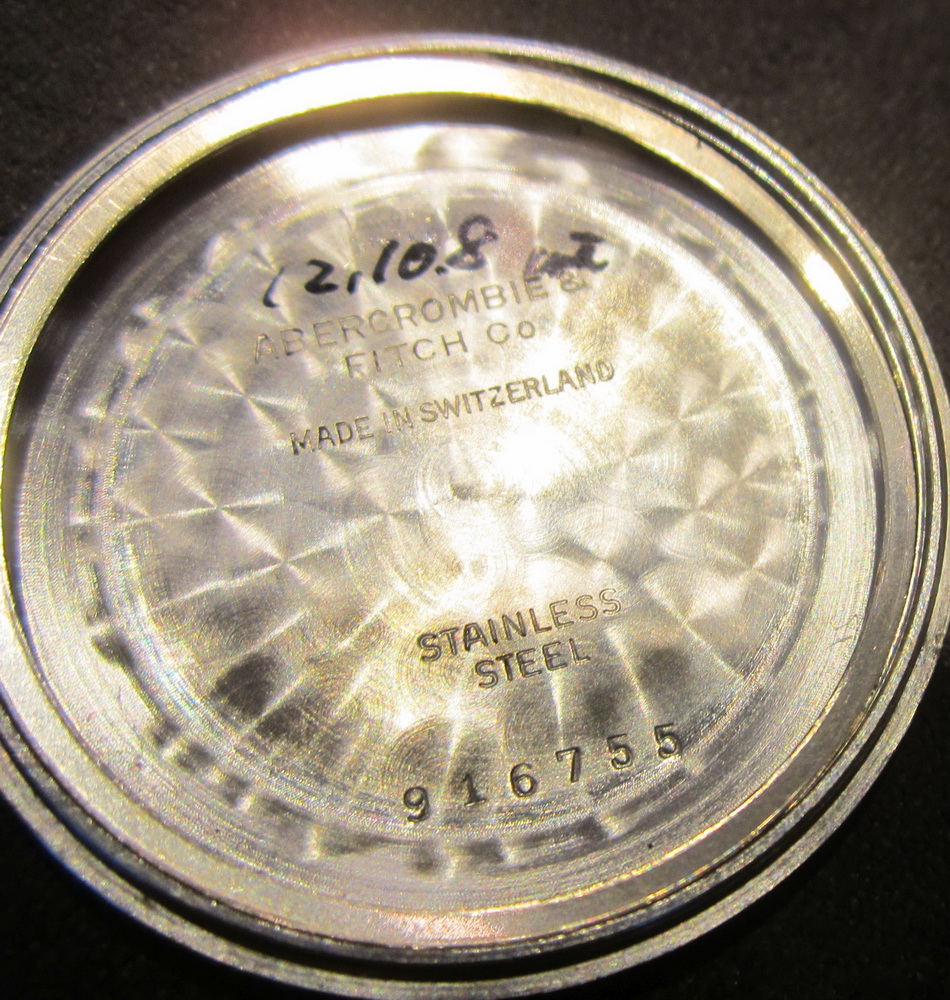 12,10.8
ABERCROMBIE &
FITCH Co
MADE IN SWITZERLAND
STAINLESS
STEEL
916755